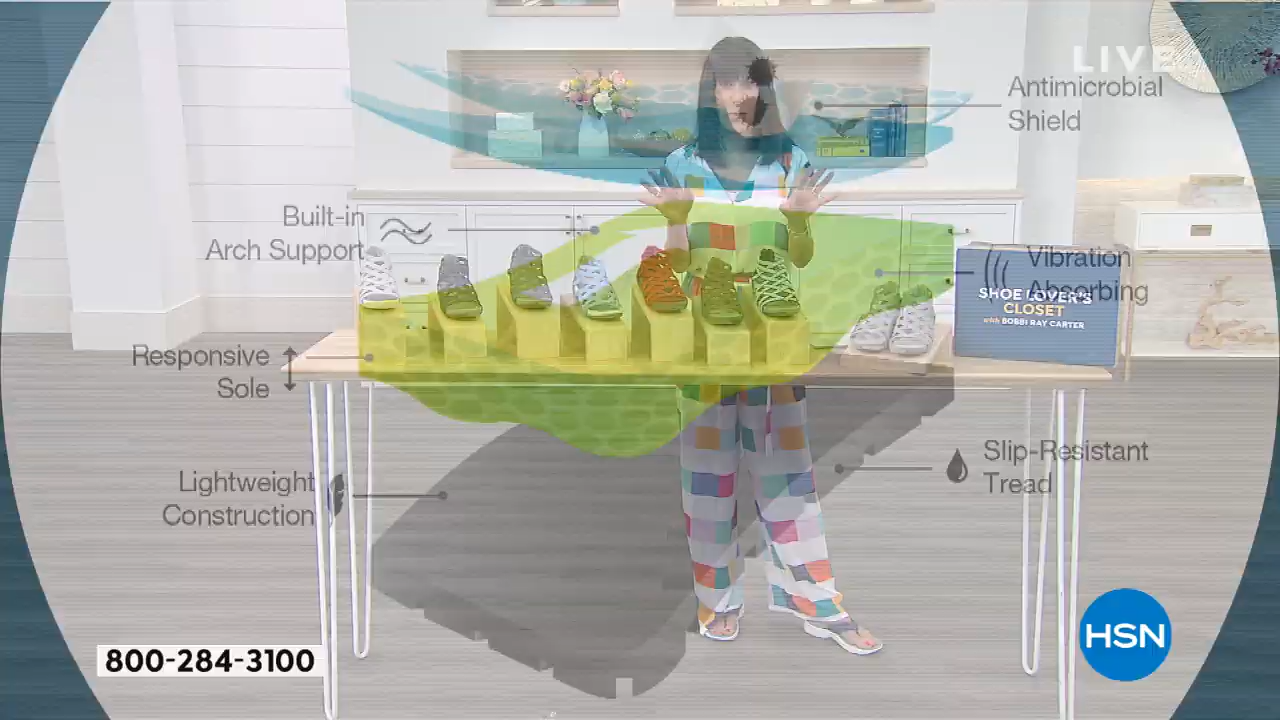 LIVE
Antimicrobial
Shield
Built-in
Arch Support
Vibration
Absorbing
SHOE LOVER'S
CLOSET
with BOBBI RAY CARTER
Responsive
Sole
Slip-Resistant
Tread
Lightweight
Construction
800-284-3100
HSN